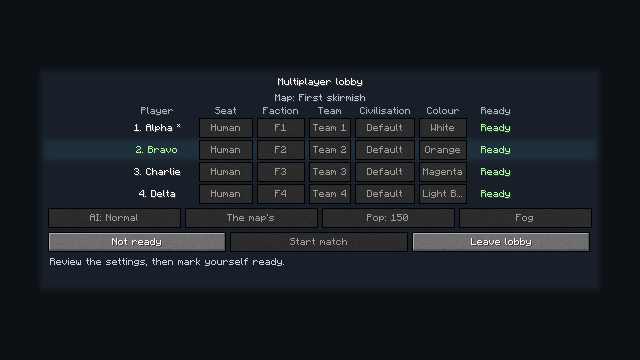 Multiplayer lobby
Map: First skirmish
Player Seat Faction Team Civilisation Colour Ready
1. Alpha * Human F1 Team 1 Default White Ready
2. Bravo Human F2 Team 2 Default Orange Ready
3. Charlie Human F3 Team 3 Default Magenta Ready
4. Delta Human F4 Team 4 Default Light B... Ready
AI: Normal The map's Pop: 150 Fog
Not ready Start match Leave lobby
Review the settings, then mark yourself ready.